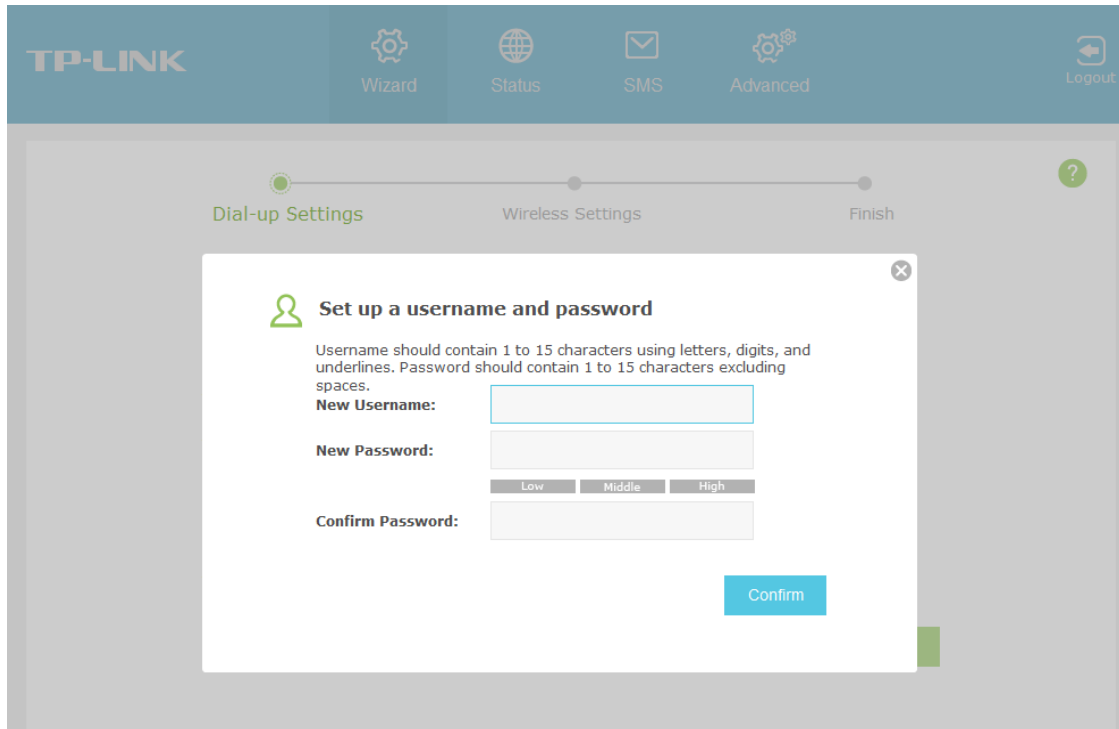 TP-LINK
Wizard
Status
SMS
Advanced
Logout
?
Dial-up Settings
Wireless Settings
Finish
Set up a username and password
Username should contain 1 to 15 characters using letters, digits, and
underlines. Password should contain 1 to 15 characters excluding
spaces.
New Username:
New Password:
Low Middle High
Confirm Password:
Confirm